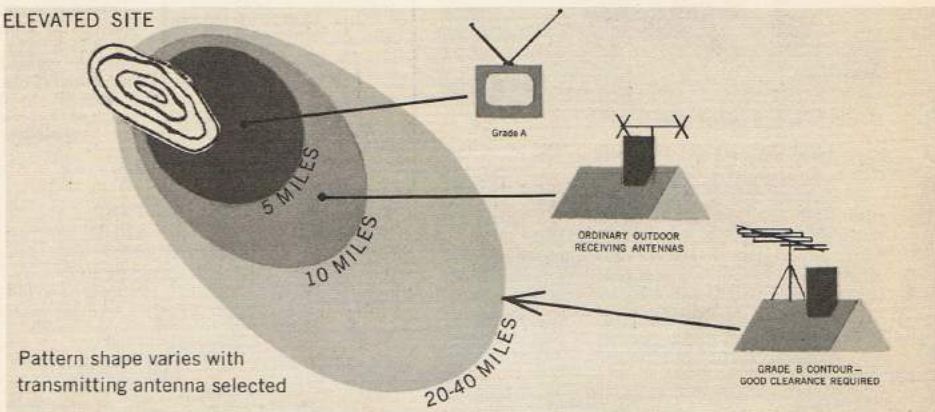 ELEVATED SITE
Grade A
5 MILES
ORDINARY OUTDOOR
RECEIVING ANTENNAS
10 MILES
Pattern shape varies with
transmitting antenna selected
20-40 MILES
GRADE B CONTOUR—
GOOD CLEARANCE REQUIRED